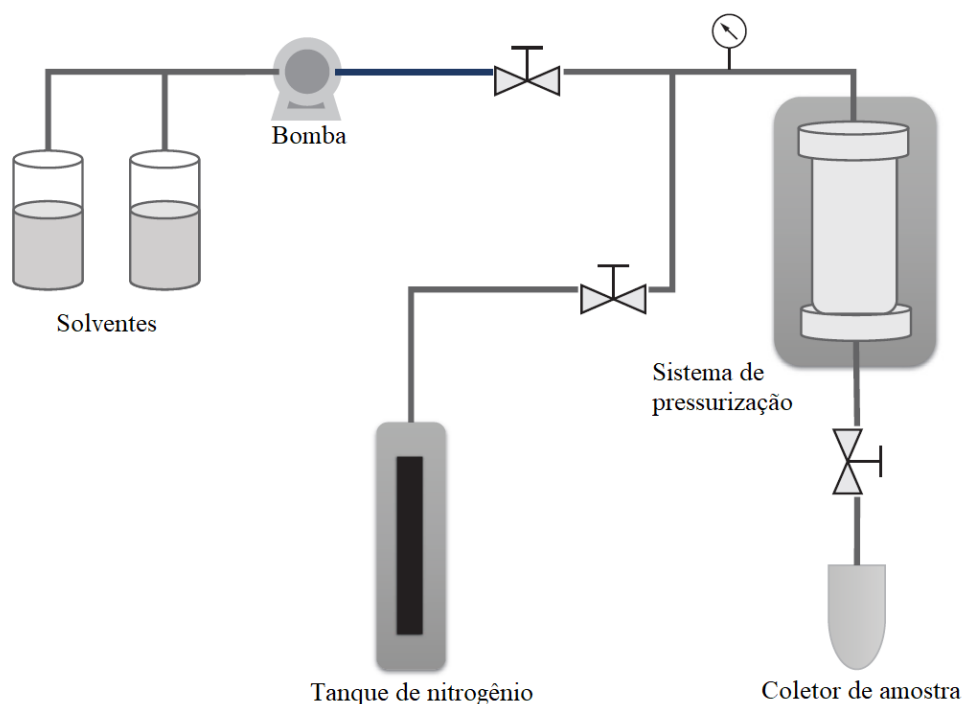 Bomba
Solventes
Sistema de
pressurização
Tanque de nitrogênio
Coletor de amostra